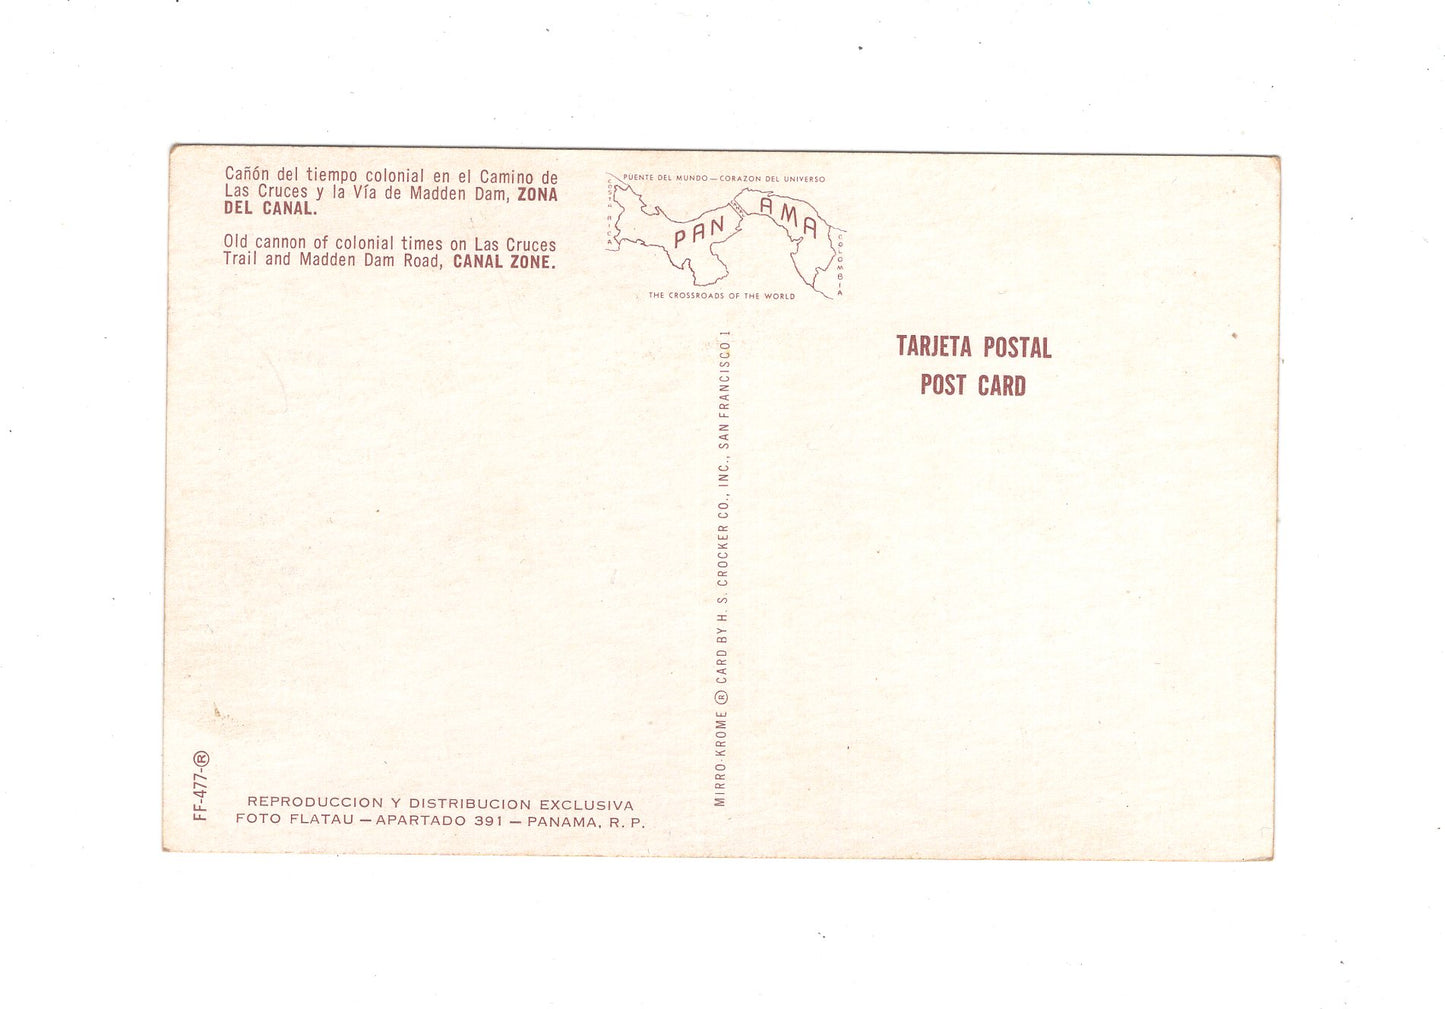 Cañón del tiempo colonial en el Camino de
Las Cruces y la Vía de Madden Dam, ZONA
DEL CANAL.
Old cannon of colonial times on Las Cruces
Trail and Madden Dam Road, CANAL ZONE.
PUENTE DEL MUNDO — CORAZON DEL UNIVERSO
COSTA RICA
PANAMA
COLOMBIA
THE CROSSROADS OF THE WORLD
TARJETA POSTAL
POST CARD
MIRRO-KROME ® CARD BY H. S. CROCKER CO., INC., SAN FRANCISCO 1
FF-477-®
REPRODUCCION Y DISTRIBUCION EXCLUSIVA
FOTO FLATAU — APARTADO 391 — PANAMA, R. P.